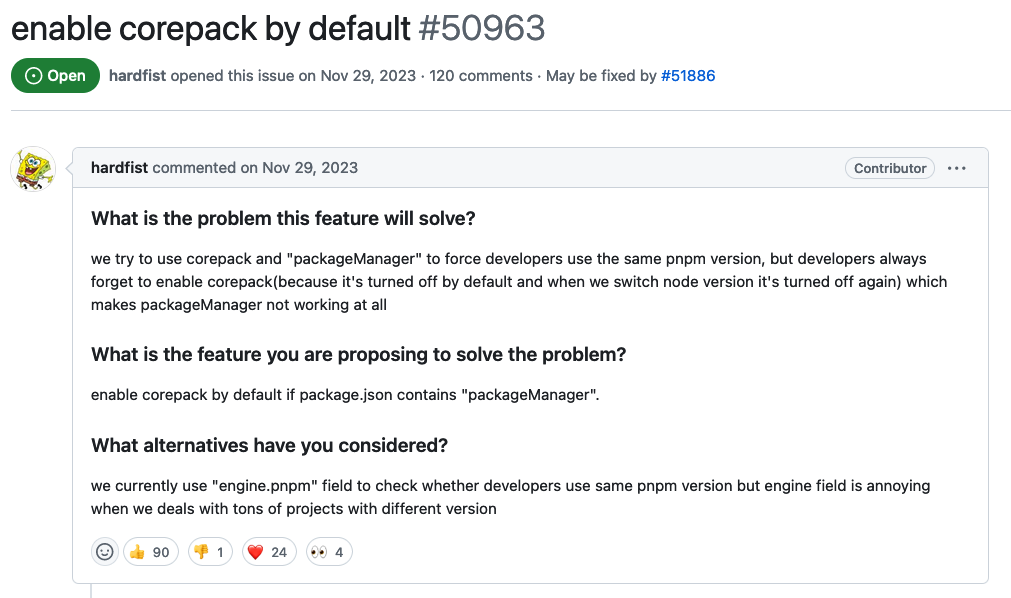 enable corepack by default #50963
Open hardfist opened this issue on Nov 29, 2023 · 120 comments · May be fixed by #51886
hardfist commented on Nov 29, 2023 Contributor ···
What is the problem this feature will solve?
we try to use corepack and "packageManager" to force developers use the same pnpm version, but developers always
forget to enable corepack(because it's turned off by default and when we switch node version it's turned off again) which
makes packageManager not working at all
What is the feature you are proposing to solve the problem?
enable corepack by default if package.json contains "packageManager".
What alternatives have you considered?
we currently use "engine.pnpm" field to check whether developers use same pnpm version but engine field is annoying
when we deals with tons of projects with different version
👍 90 👎 1 ❤️ 24 👀 4